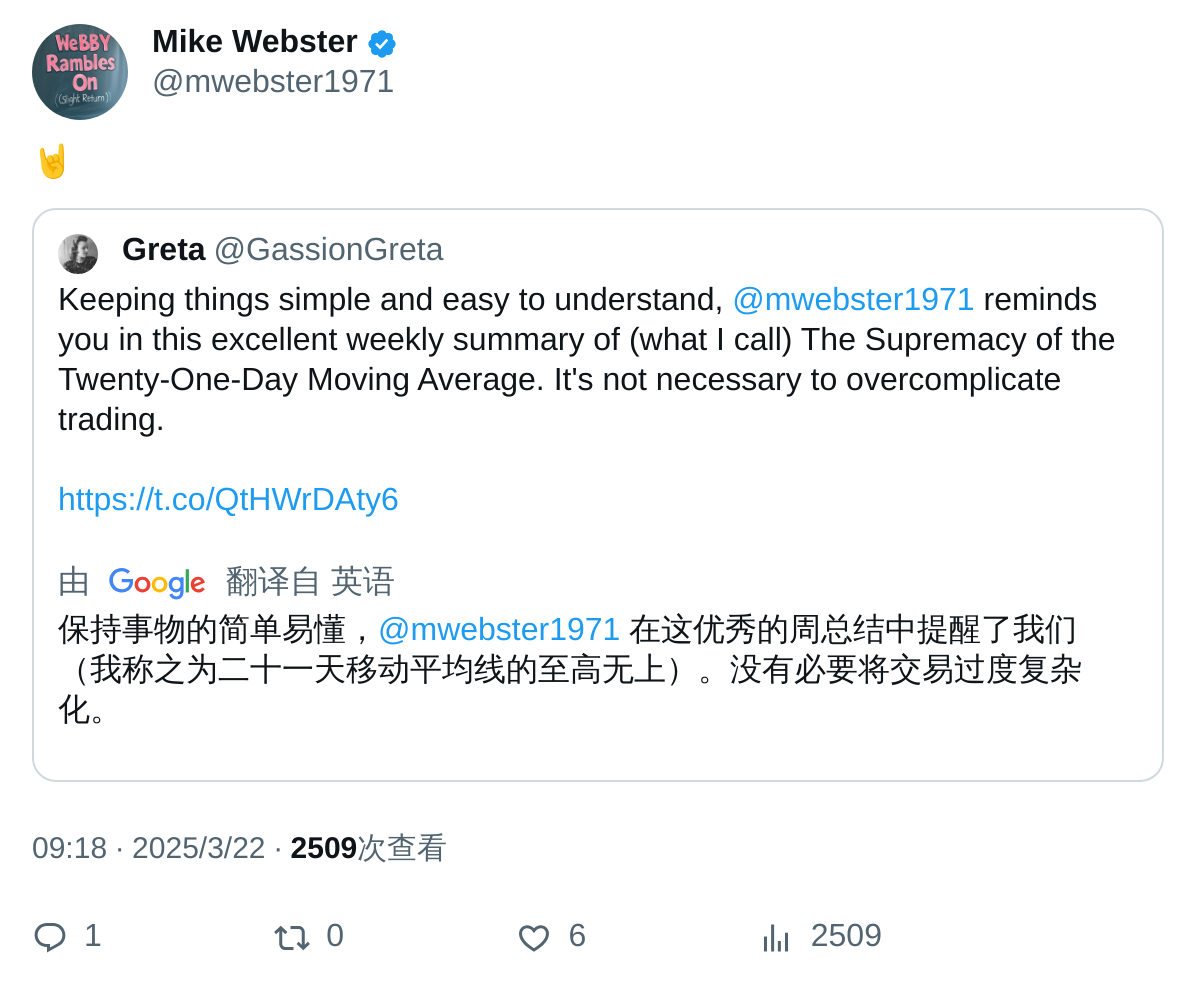 WeBBY
Rambles
On
((Slight Return))
Mike Webster
@mwebster1971
🤘
Greta @GassionGreta
Keeping things simple and easy to understand, @mwebster1971 reminds
you in this excellent weekly summary of (what I call) The Supremacy of the
Twenty-One-Day Moving Average. It's not necessary to overcomplicate
trading.
https://t.co/QtHWrDAty6
由 Google 翻译自 英语
保持事物的简单易懂，@mwebster1971 在这优秀的周总结中提醒了我们
（我称之为二十一天移动平均线的至高无上）。没有必要将交易过度复杂
化。
09:18 · 2025/3/22 · 2509次查看
1 0 6 2509